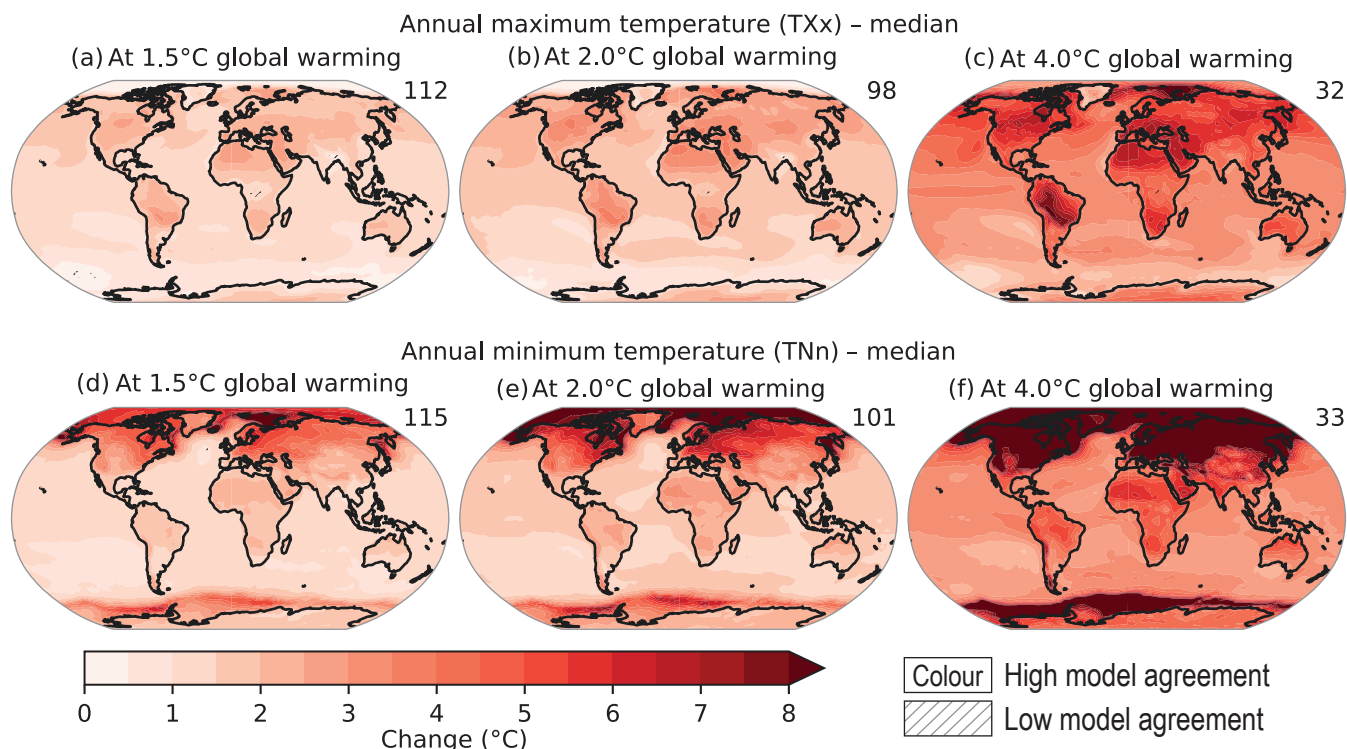 Annual maximum temperature (TXx) – median
(a) At 1.5°C global warming
112
(b) At 2.0°C global warming
98
(c) At 4.0°C global warming
32
Annual minimum temperature (TNn) – median
(d) At 1.5°C global warming
115
(e) At 2.0°C global warming
101
(f) At 4.0°C global warming
33
0 1 2 3 4 5 6 7 8
Change (°C)
Colour High model agreement
Low model agreement